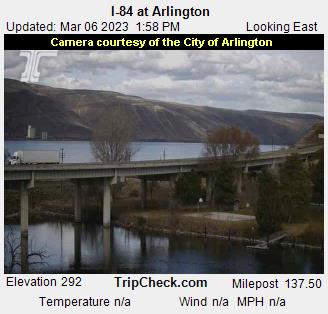 I-84 at Arlington
Updated: Mar 06 2023 1:58 PM Looking East
Camera courtesy of the City of Arlington
Elevation 292 TripCheck.com Milepost 137.50
Temperature n/a Wind n/a MPH n/a